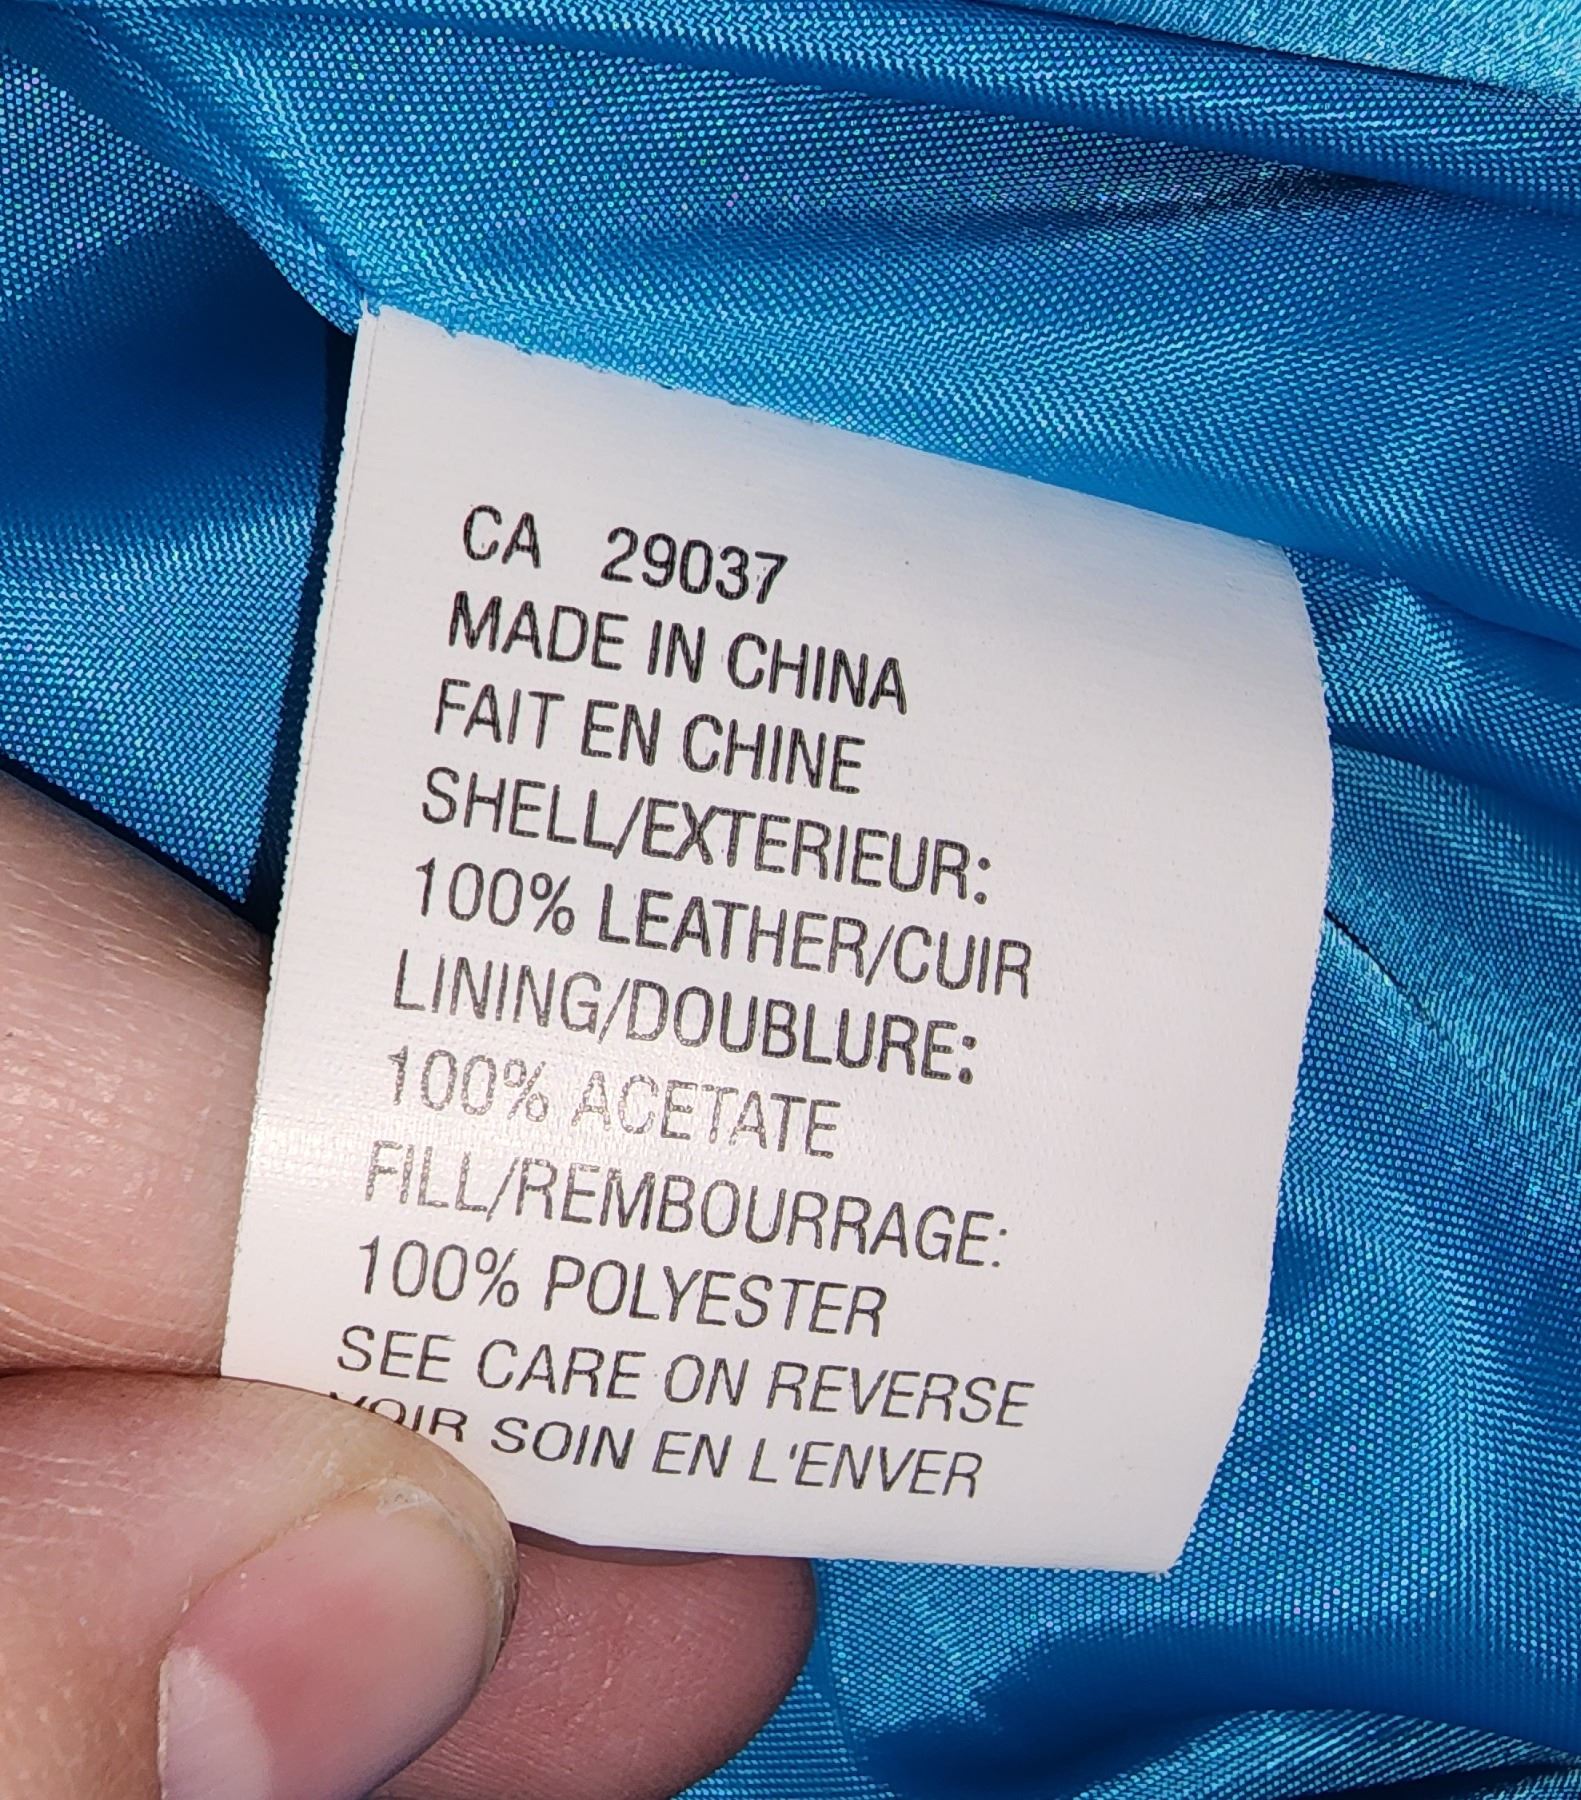 CA 29037
MADE IN CHINA
FAIT EN CHINE
SHELL/EXTERIEUR:
100% LEATHER/CUIR
LINING/DOUBLURE:
100% ACETATE
FILL/REMBOURRAGE:
100% POLYESTER
SEE CARE ON REVERSE
VOIR SOIN EN L'ENVER